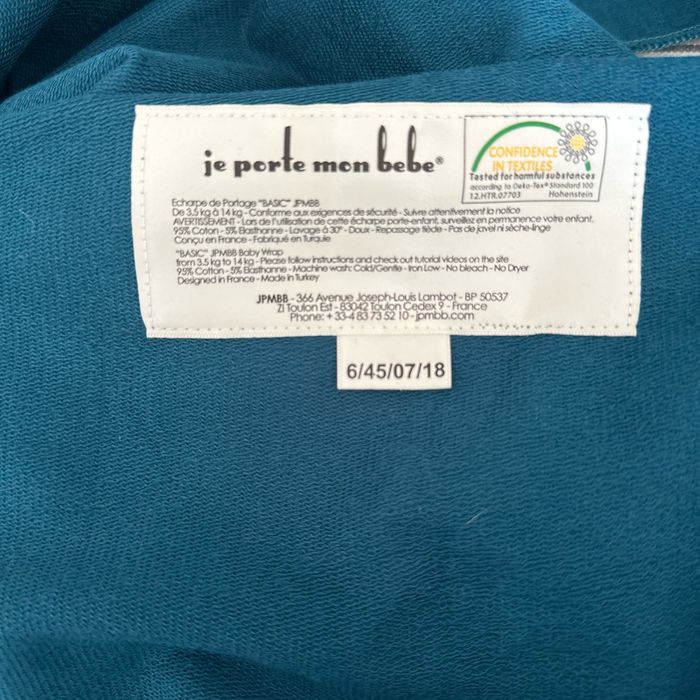 je porte mon bebe®
CONFIDENCE
IN TEXTILES
Tested for harmful substances
according to Oeko-Tex® Standard 100
12.HTR.07703 Hohenstein
Echarpe de Portage "BASIC" JPMBB
De 3,5 kg à 14 kg - Conforme aux exigences de sécurité - Suivre attentivement la notice
AVERTISSEMENT - Lors de l'utilisation de cette écharpe porte-enfant, surveillez en permanence votre enfant.
95% Coton - 5% Elasthanne - Lavage à 30° - Doux - Repassage tiède - Pas de javel ni sèche-linge
Conçu en France - Fabriqué en Turquie
"BASIC" JPMBB Baby Wrap
from 3.5 kg to 14 kg - Please follow instructions and check out tutorial videos on the site
95% Cotton - 5% Elasthanne - Machine wash: Cold/Gentle - Iron Low - No bleach - No Dryer
Designed in France - Made in Turkey
JPMBB - 366 Avenue Joseph-Louis Lambot - BP 50537
ZI Toulon Est - 83042 Toulon Cedex 9 - France
Phone: + 33-4 83 73 52 10 - jpmbb.com
6/45/07/18